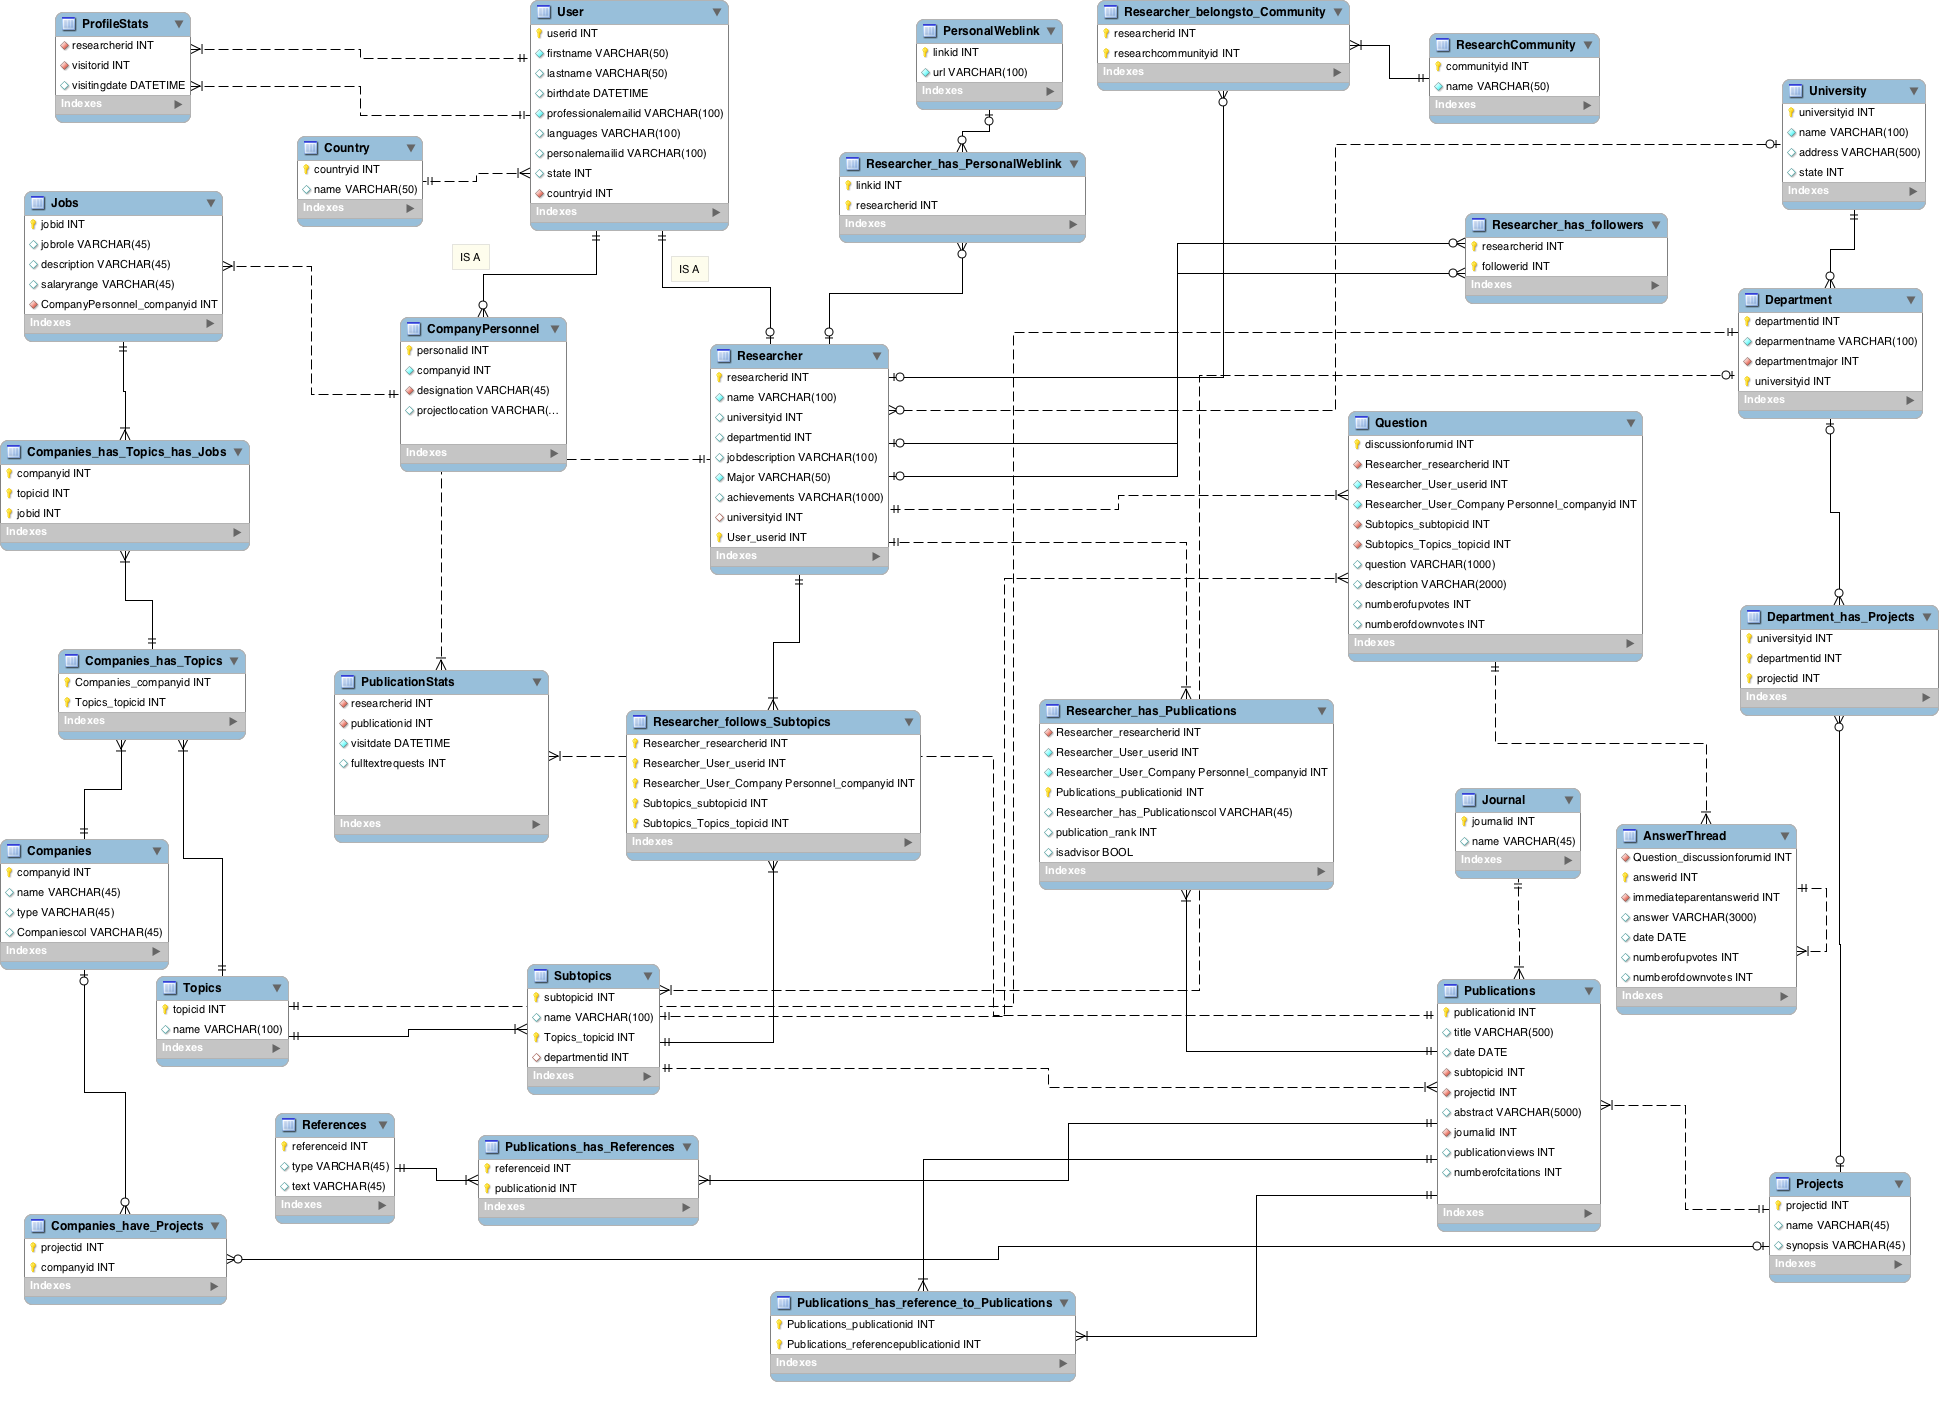 ProfileStats
researcherid INT
visitorid INT
visitingdate DATETIME
Indexes
User
userid INT
firstname VARCHAR(50)
lastname VARCHAR(50)
birthdate DATETIME
professionalemailid VARCHAR(100)
languages VARCHAR(100)
personalemailid VARCHAR(100)
state INT
countryid INT
Indexes
PersonalWeblink
linkid INT
url VARCHAR(100)
Indexes
Researcher_belongsto_Community
researcherid INT
researchcommunityid INT
Indexes
ResearchCommunity
communityid INT
name VARCHAR(50)
Indexes
University
universityid INT
name VARCHAR(100)
address VARCHAR(500)
state INT
Indexes
Country
countryid INT
name VARCHAR(50)
Indexes
Researcher_has_PersonalWeblink
linkid INT
researcherid INT
Indexes
Jobs
jobid INT
jobrole VARCHAR(45)
description VARCHAR(45)
salaryrange VARCHAR(45)
CompanyPersonnel_companyid INT
Indexes
Researcher_has_followers
researcherid INT
followerid INT
Indexes
IS A
IS A
Department
departmentid INT
deparmentname VARCHAR(100)
departmentmajor INT
universityid INT
Indexes
CompanyPersonnel
personalid INT
companyid INT
designation VARCHAR(45)
projectlocation VARCHAR(...
Indexes
Researcher
researcherid INT
name VARCHAR(100)
universityid INT
departmentid INT
jobdescription VARCHAR(100)
Major VARCHAR(50)
achievements VARCHAR(1000)
universityid INT
User_userid INT
Indexes
Question
discussionforumid INT
Researcher_researcherid INT
Researcher_User_userid INT
Researcher_User_Company Personnel_companyid INT
Subtopics_subtopicid INT
Subtopics_Topics_topicid INT
question VARCHAR(1000)
description VARCHAR(2000)
numberofupvotes INT
numberofdownvotes INT
Indexes
Companies_has_Topics_has_Jobs
companyid INT
topicid INT
jobid INT
Indexes
Department_has_Projects
universityid INT
departmentid INT
projectid INT
Indexes
Companies_has_Topics
Companies_companyid INT
Topics_topicid INT
Indexes
PublicationStats
researcherid INT
publicationid INT
visitdate DATETIME
fulltextrequests INT
Indexes
Researcher_follows_Subtopics
Researcher_researcherid INT
Researcher_User_userid INT
Researcher_User_Company Personnel_companyid INT
Subtopics_subtopicid INT
Subtopics_Topics_topicid INT
Indexes
Researcher_has_Publications
Researcher_researcherid INT
Researcher_User_userid INT
Researcher_User_Company Personnel_companyid INT
Publications_publicationid INT
Researcher_has_Publicationscol VARCHAR(45)
publication_rank INT
isadvisor BOOL
Indexes
Journal
journalid INT
name VARCHAR(45)
Indexes
AnswerThread
Question_discussionforumid INT
answerid INT
immediateparentanswerid INT
answer VARCHAR(3000)
date DATE
numberofupvotes INT
numberofdownvotes INT
Indexes
Companies
companyid INT
name VARCHAR(45)
type VARCHAR(45)
Companiescol VARCHAR(45)
Indexes
Topics
topicid INT
name VARCHAR(100)
Indexes
Subtopics
subtopicid INT
name VARCHAR(100)
Topics_topicid INT
departmentid INT
Indexes
Publications
publicationid INT
title VARCHAR(500)
date DATE
subtopicid INT
projectid INT
abstract VARCHAR(5000)
journalid INT
publicationviews INT
numberofcitations INT
Indexes
References
referenceid INT
type VARCHAR(45)
text VARCHAR(45)
Indexes
Publications_has_References
referenceid INT
publicationid INT
Indexes
Projects
projectid INT
name VARCHAR(45)
synopsis VARCHAR(45)
Indexes
Companies_have_Projects
projectid INT
companyid INT
Indexes
Publications_has_reference_to_Publications
Publications_publicationid INT
Publications_referencepublicationid INT
Indexes